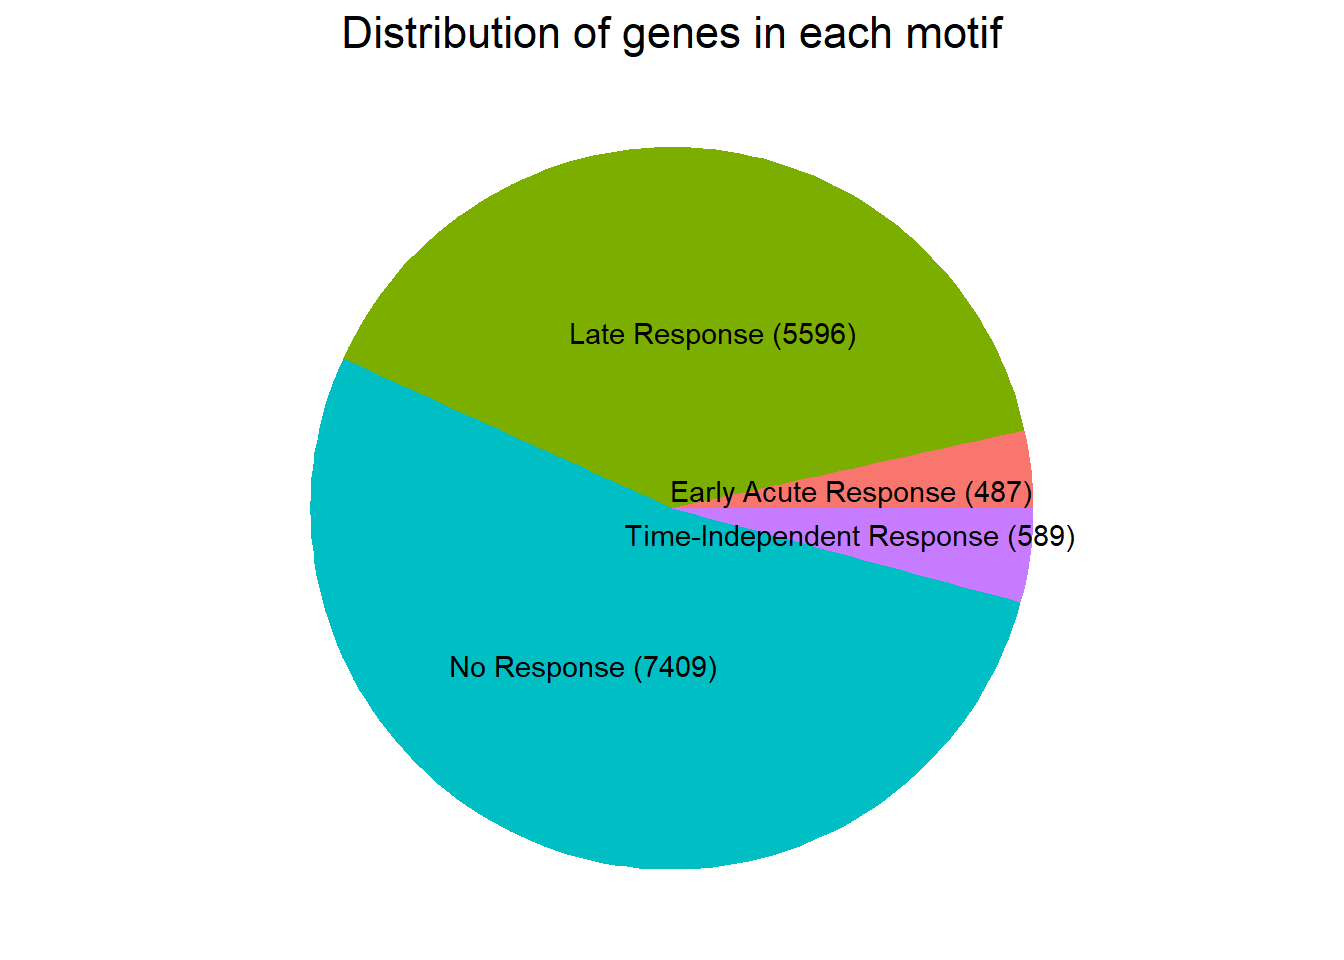 Distribution of genes in each motif
Late Response (5596)
Early Acute Response (487)
Time-Independent Response (589)
No Response (7409)